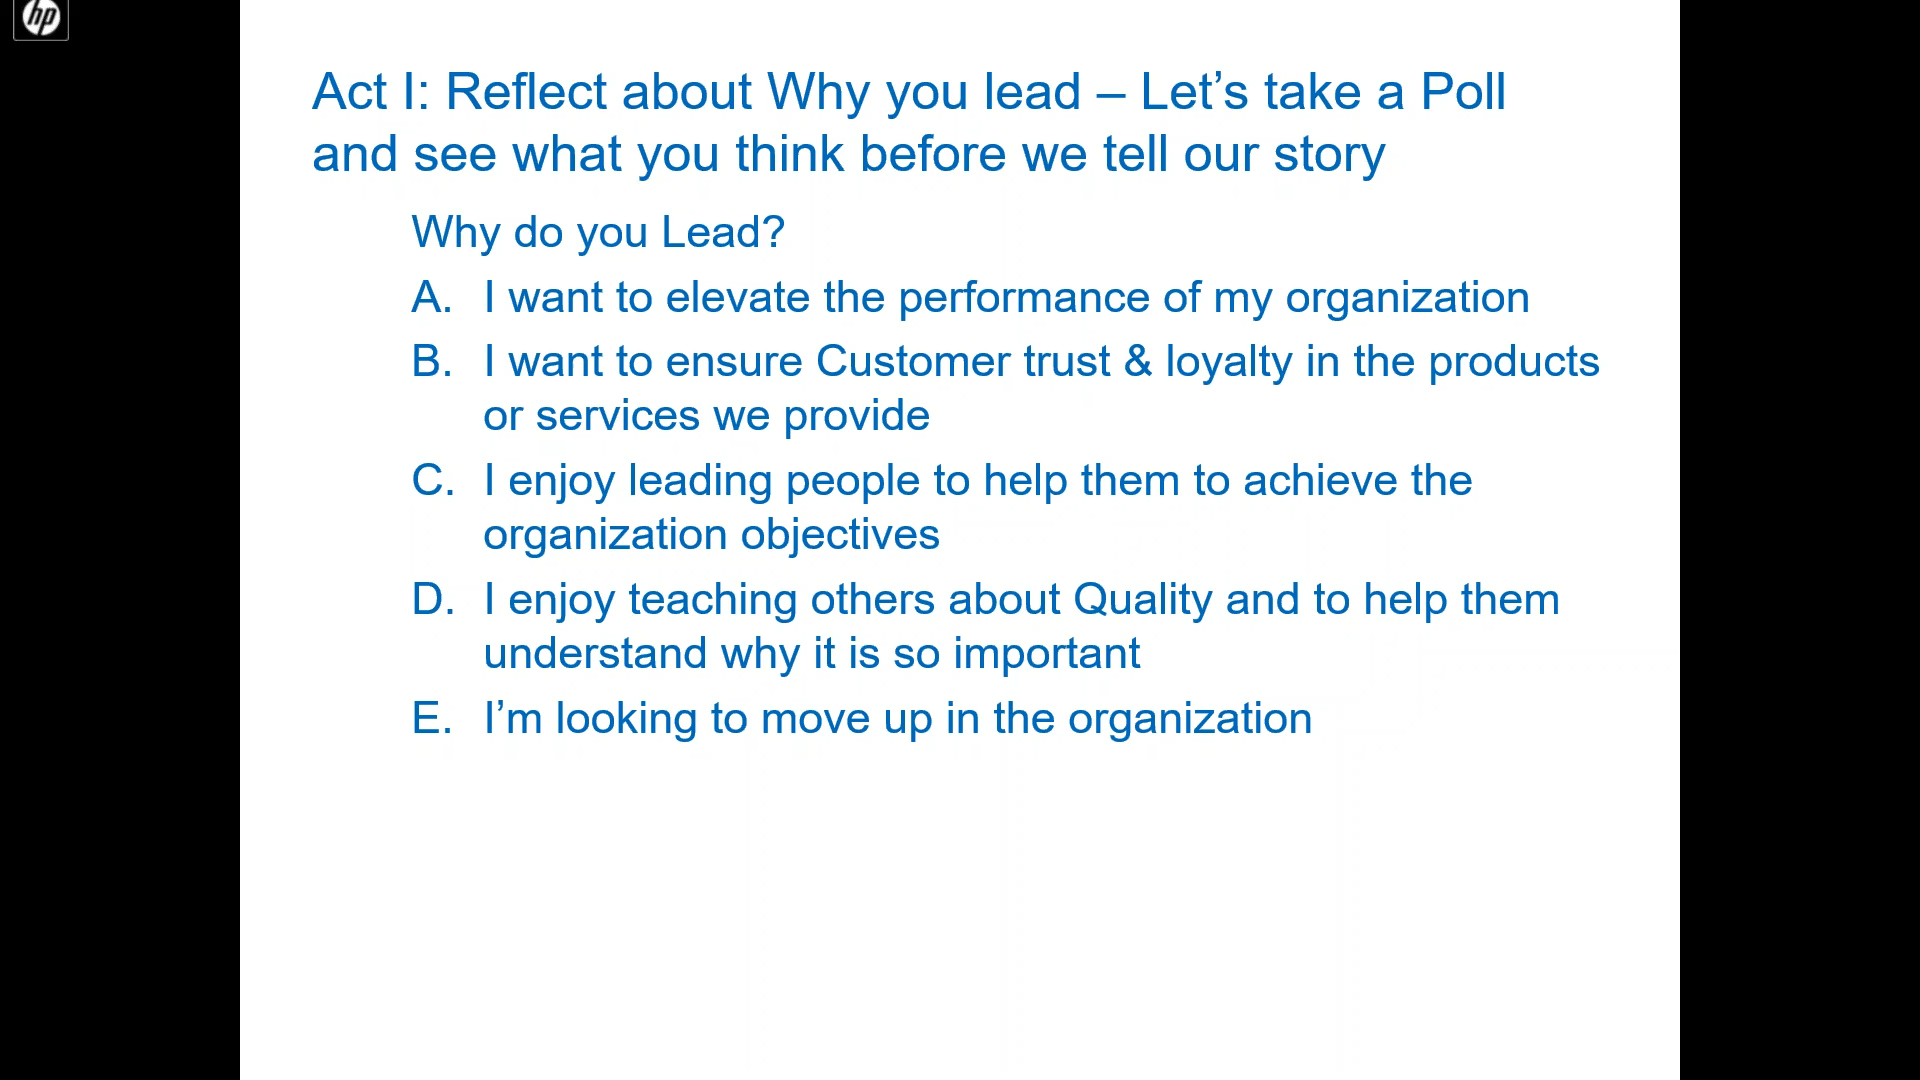 hp
Act I: Reflect about Why you lead – Let’s take a Poll
and see what you think before we tell our story
Why do you Lead?
A. I want to elevate the performance of my organization
B. I want to ensure Customer trust & loyalty in the products
or services we provide
C. I enjoy leading people to help them to achieve the
organization objectives
D. I enjoy teaching others about Quality and to help them
understand why it is so important
E. I’m looking to move up in the organization